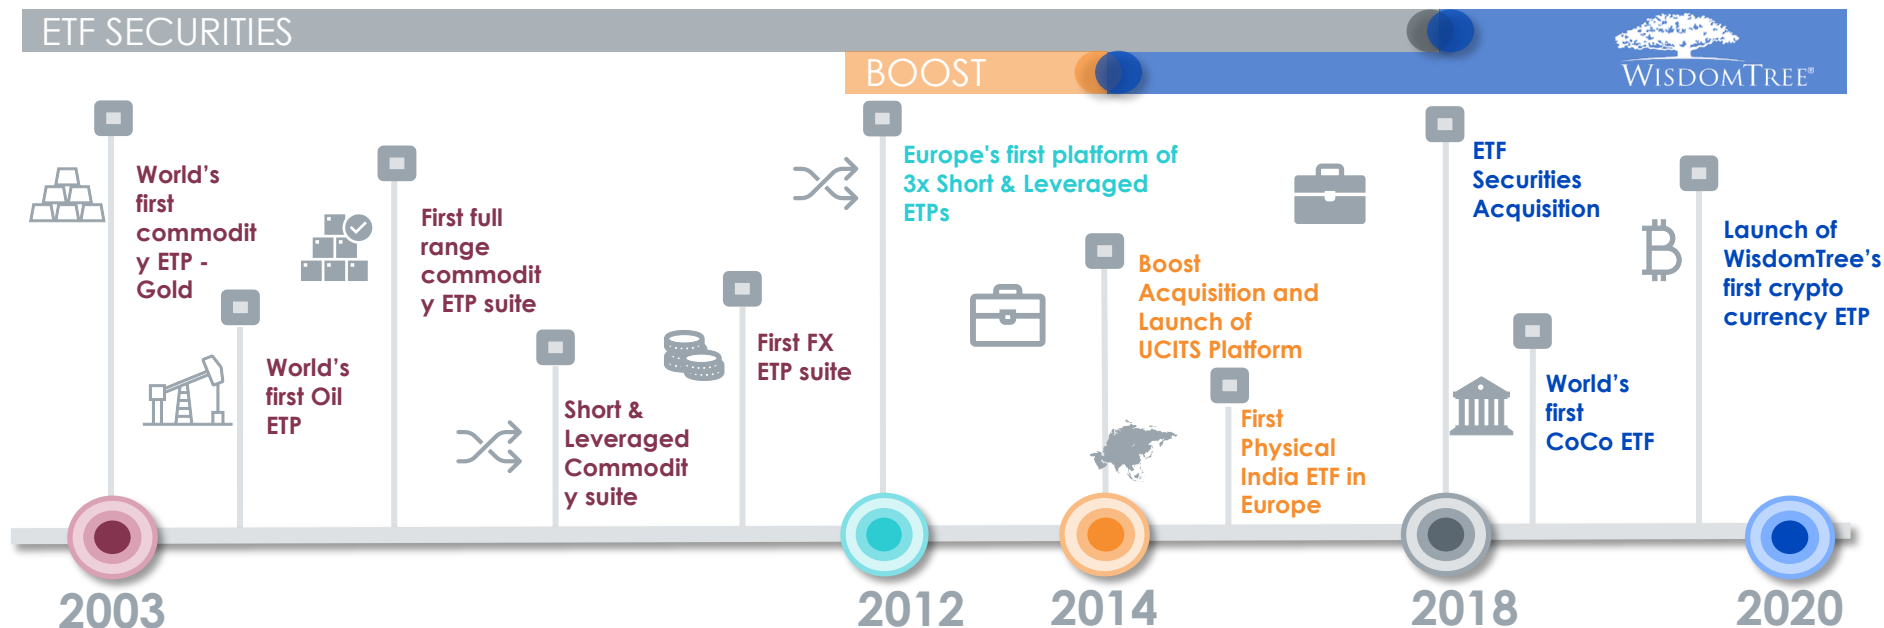 ETF SECURITIES
BOOST
WISDOMTREE®
World's
first
commodit
y ETP -
Gold
World's
first Oil
ETP
First full
range
commodit
y ETP suite
Short &
Leveraged
Commodit
y suite
First FX
ETP suite
Europe's first platform of
3x Short & Leveraged
ETPs
Boost
Acquisition and
Launch of
UCITS Platform
First
Physical
India ETF in
Europe
ETF
Securities
Acquisition
World's
first
CoCo ETF
Launch of
WisdomTree's
first crypto
currency ETP
2003
2012
2014
2018
2020